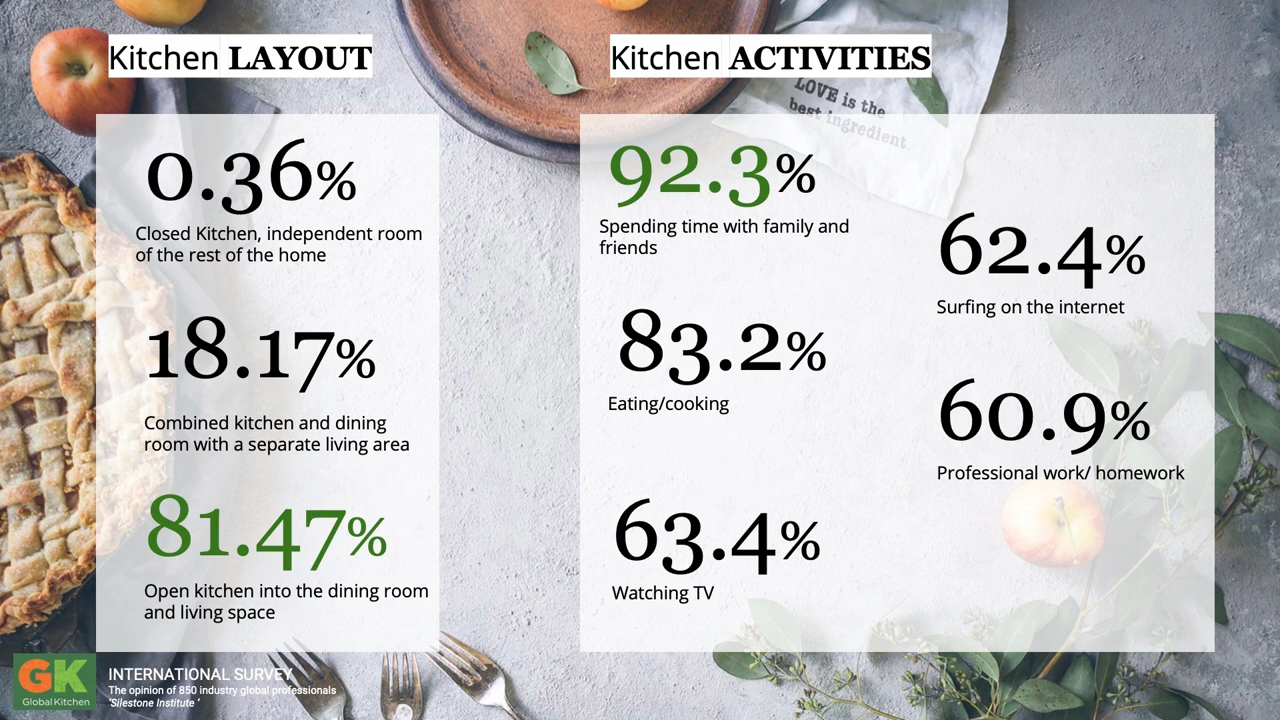 Kitchen LAYOUT
0.36%
Closed Kitchen, independent room
of the rest of the home
18.17%
Combined kitchen and dining
room with a separate living area
81.47%
Open kitchen into the dining room
and living space
Kitchen ACTIVITIES
LOVE is the
best ingredient
92.3%
Spending time with family and
friends
83.2%
Eating/cooking
63.4%
Watching TV
62.4%
Surfing on the internet
60.9%
Professional work/ homework
GK
GlobalKitchen
INTERNATIONAL SURVEY
The opinion of 850 industry global professionals
'Silestone Institute '